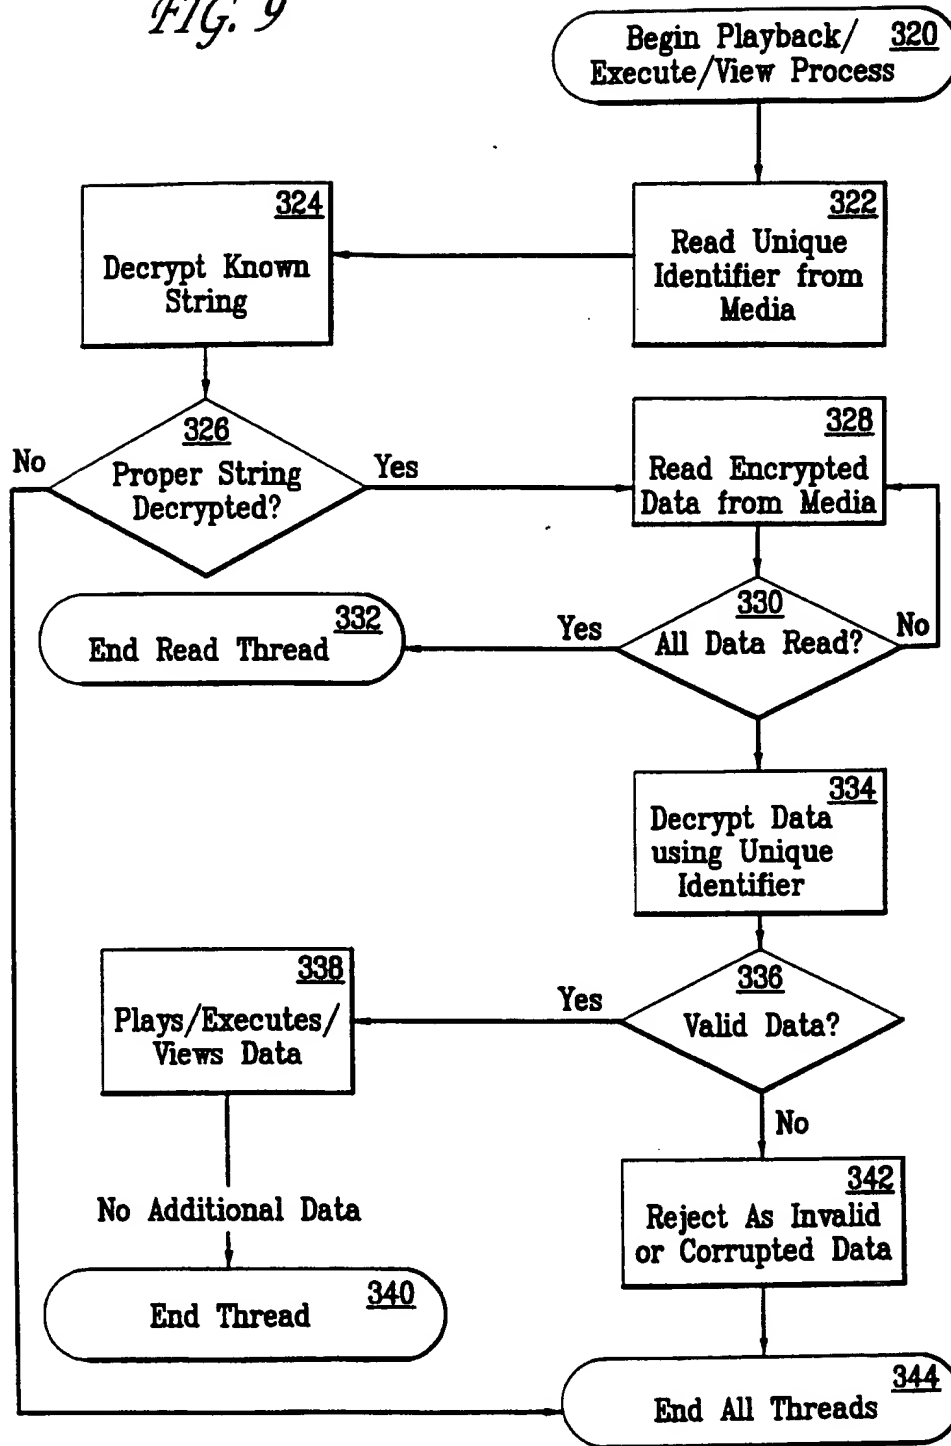 FIG. 9
Begin Playback/ 320
Execute/View Process
322
Read Unique
Identifier from
Media
324
Decrypt Known
String
326
Proper String
Decrypted?
No
Yes
328
Read Encrypted
Data from Media
330
All Data Read?
No
Yes
332
End Read Thread
334
Decrypt Data
using Unique
Identifier
336
Valid Data?
Yes
No
338
Plays/Executes/
Views Data
No Additional Data
340
End Thread
342
Reject As Invalid
or Corrupted Data
344
End All Threads